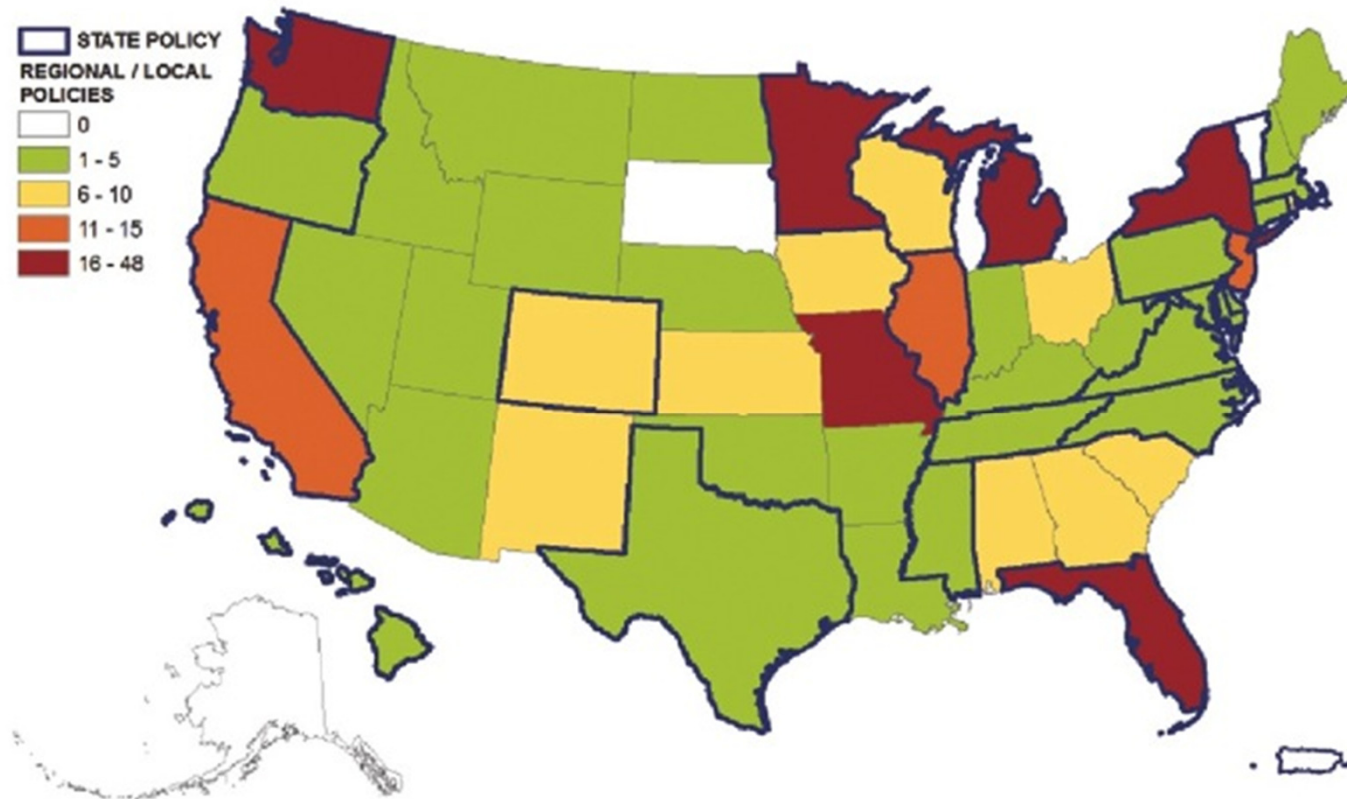 STATE POLICY
REGIONAL / LOCAL
POLICIES
0
1 - 5
6 - 10
11 - 15
16 - 48